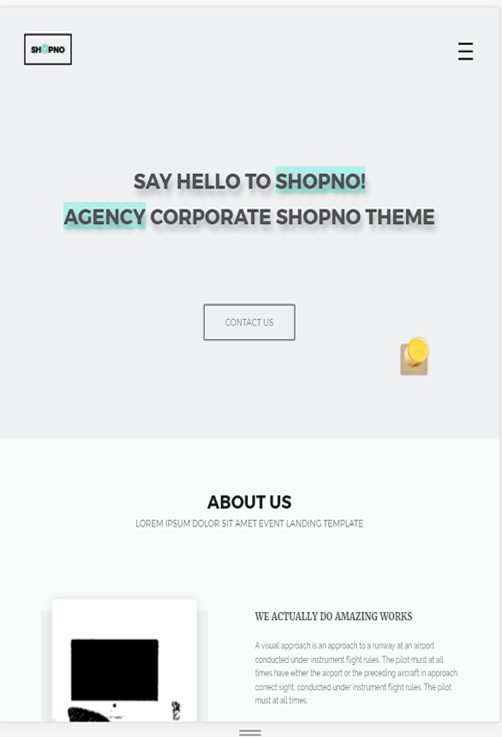 SHOPNO
SAY HELLO TO SHOPNO!
AGENCY CORPORATE SHOPNO THEME
CONTACT US
ABOUT US
LOREM IPSUM DOLOR SIT AMET EVENT LANDING TEMPLATE
WE ACTUALLY DO AMAZING WORKS
A visual approach is an approach to a runway at an airport
conducted under instrument flight rules. The pilot must at all
times have either the airport or the preceding aircraft in approach
correct sight. conducted under instrument flight rules. The pilot
must at all times.